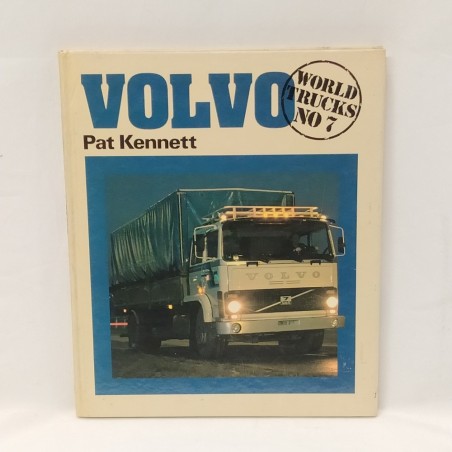 VOLVO
WORLD
TRUCKS
NO 7
Pat Kennett
VOLVO